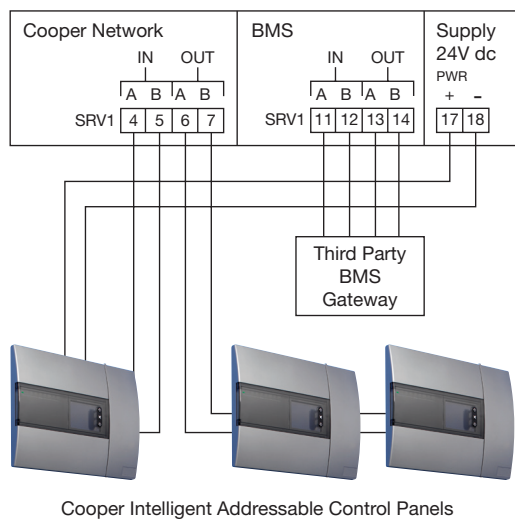 Cooper Network
IN OUT
A B A B
SRV1 4 5 6 7
BMS
IN OUT
A B A B
SRV1 11 12 13 14
Supply
24V dc
PWR
+ –
17 18
Third Party
BMS
Gateway
Cooper Intelligent Addressable Control Panels